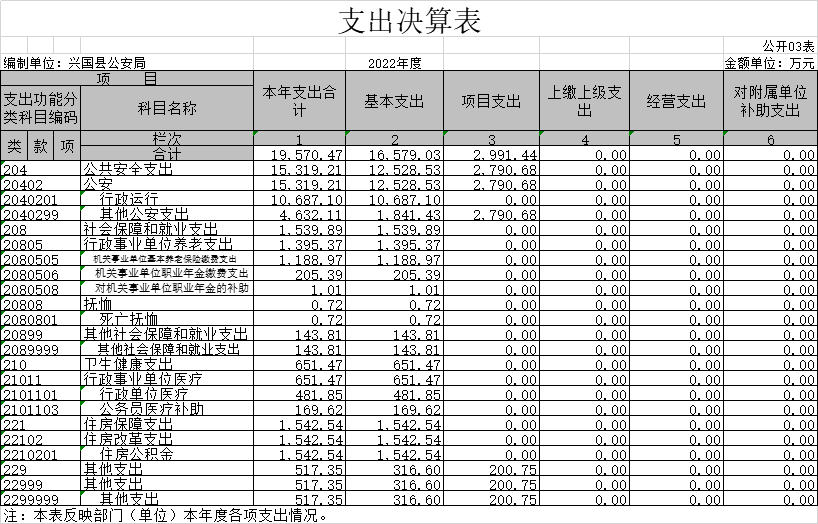 支出决算表
公开03表
编制单位：兴国县公安局 2022年度 金额单位：万元
项 目 本年支出合计 基本支出 项目支出 上缴上级支出 经营支出 对附属单位补助支出
支出功能分类科目编码 科目名称
类 款 项 栏次 1 2 3 4 5 6
合计 19,570.47 16,579.03 2,991.44 0.00 0.00 0.00
204 公共安全支出 15,319.21 12,528.53 2,790.68 0.00 0.00 0.00
20402 公安 15,319.21 12,528.53 2,790.68 0.00 0.00 0.00
2040201 行政运行 10,687.10 10,687.10 0.00 0.00 0.00 0.00
2040299 其他公安支出 4,632.11 1,841.43 2,790.68 0.00 0.00 0.00
208 社会保障和就业支出 1,539.89 1,539.89 0.00 0.00 0.00 0.00
20805 行政事业单位养老支出 1,395.37 1,395.37 0.00 0.00 0.00 0.00
2080505 机关事业单位基本养老保险缴费支出 1,188.97 1,188.97 0.00 0.00 0.00 0.00
2080506 机关事业单位职业年金缴费支出 205.39 205.39 0.00 0.00 0.00 0.00
2080508 对机关事业单位职业年金的补助 1.01 1.01 0.00 0.00 0.00 0.00
20808 抚恤 0.72 0.72 0.00 0.00 0.00 0.00
2080801 死亡抚恤 0.72 0.72 0.00 0.00 0.00 0.00
20899 其他社会保障和就业支出 143.81 143.81 0.00 0.00 0.00 0.00
2089999 其他社会保障和就业支出 143.81 143.81 0.00 0.00 0.00 0.00
210 卫生健康支出 651.47 651.47 0.00 0.00 0.00 0.00
21011 行政事业单位医疗 651.47 651.47 0.00 0.00 0.00 0.00
2101101 行政单位医疗 481.85 481.85 0.00 0.00 0.00 0.00
2101103 公务员医疗补助 169.62 169.62 0.00 0.00 0.00 0.00
221 住房保障支出 1,542.54 1,542.54 0.00 0.00 0.00 0.00
22102 住房改革支出 1,542.54 1,542.54 0.00 0.00 0.00 0.00
2210201 住房公积金 1,542.54 1,542.54 0.00 0.00 0.00 0.00
229 其他支出 517.35 316.60 200.75 0.00 0.00 0.00
22999 其他支出 517.35 316.60 200.75 0.00 0.00 0.00
2299999 其他支出 517.35 316.60 200.75 0.00 0.00 0.00
注：本表反映部门（单位）本年度各项支出情况。